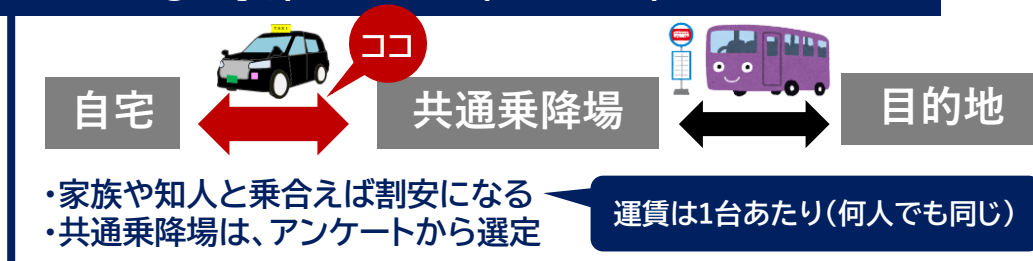 TAXI
ココ
自宅
共通乗降場
目的地
・家族や知人と乗合えば割安になる
運賃は1台あたり(何人でも同じ)
・共通乗降場は、アンケートから選定